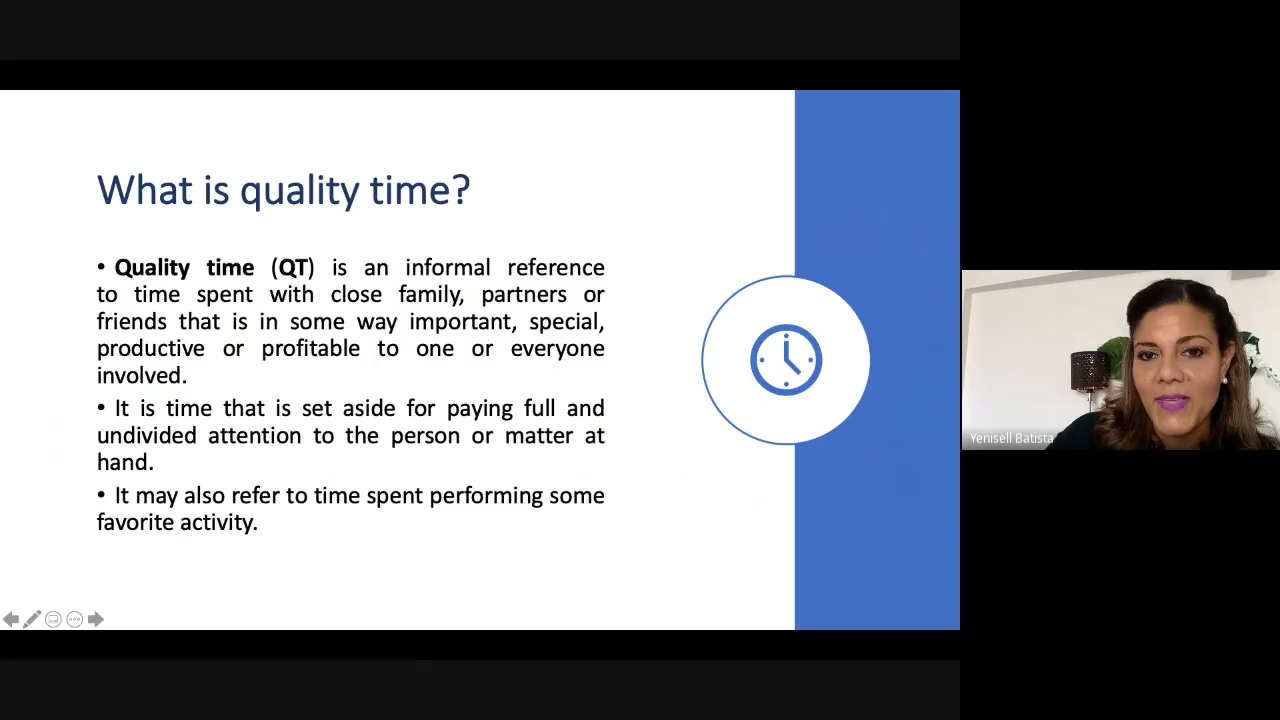 What is quality time?
• Quality time (QT) is an informal reference
to time spent with close family, partners or
friends that is in some way important, special,
productive or profitable to one or everyone
involved.
• It is time that is set aside for paying full and
undivided attention to the person or matter at
hand.
• It may also refer to time spent performing some
favorite activity.
Yenisell Batista